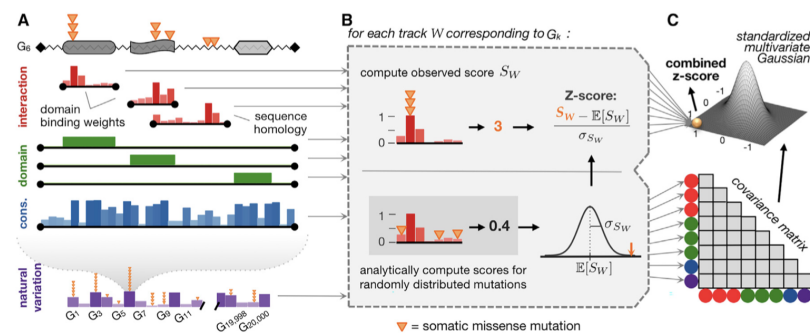 A
G6
interaction
domain
binding weights
sequence
homology
domain
cons.
natural
variation
G1 G3 G5 G7 G9 G11 G19,998 G20,000
B
for each track W corresponding to Gk :
compute observed score SW
1
0
3
Z-score:
SW − 𝔼[SW]
σSW
1
0
0.4
σSW
𝔼[SW]
analytically compute scores for
randomly distributed mutations
C
standardized
multivariate
Gaussian
combined
z-score
-1
0
1
1
0
-1
covariance matrix
= somatic missense mutation